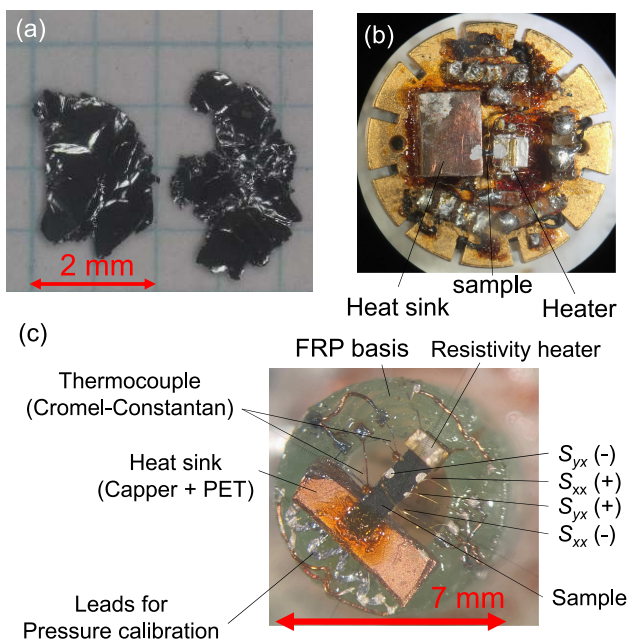 (a)
2 mm
(b)
Heat sink
sample
Heater
(c)
FRP basis
Resistivity heater
Thermocouple
(Cromel-Constantan)
Heat sink
(Capper + PET)
Syx (-)
Sxx (+)
Syx (+)
Sxx (-)
Sample
Leads for
Pressure calibration
7 mm